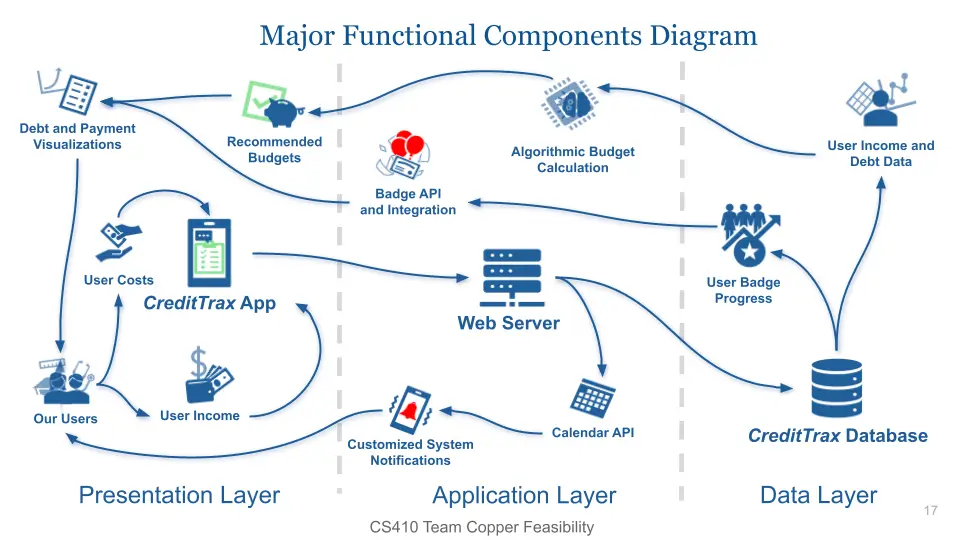 Major Functional Components Diagram
Debt and Payment
Visualizations
Recommended
Budgets
Algorithmic Budget
Calculation
User Income and
Debt Data
Badge API
and Integration
User Costs
CreditTrax App
Web Server
User Badge
Progress
Our Users
User Income
Customized System
Notifications
Calendar API
CreditTrax Database
Presentation Layer
Application Layer
Data Layer
17
CS410 Team Copper Feasibility